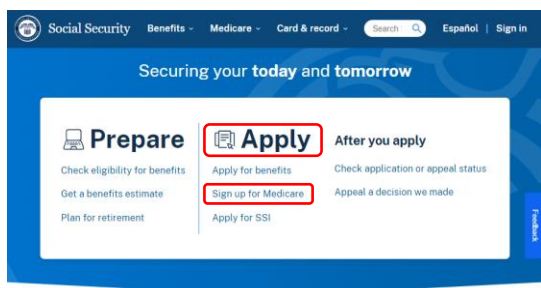 Social Security Benefits Medicare Card & record Search Español | Sign in
Securing your today and tomorrow
Prepare
Check eligibility for benefits
Get a benefits estimate
Plan for retirement
Apply
Apply for benefits
Sign up for Medicare
Apply for SSI
After you apply
Check application or appeal status
Appeal a decision we made
Feedback